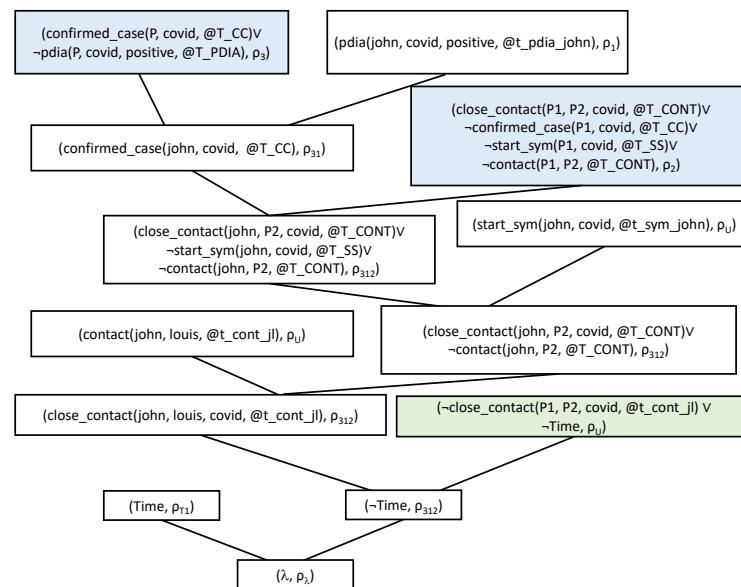 (confirmed_case(P, covid, @T_CC)∨
¬pdia(P, covid, positive, @T_PDIA), ρ₃)
(pdia(john, covid, positive, @t_pdia_john), ρ₁)
(close_contact(P1, P2, covid, @T_CONT)∨
¬confirmed_case(P1, covid, @T_CC)∨
¬start_sym(P1, covid, @T_SS)∨
¬contact(P1, P2, @T_CONT), ρ₂)
(confirmed_case(john, covid, @T_CC), ρ₃₁)
(close_contact(john, P2, covid, @T_CONT)∨
¬start_sym(john, covid, @T_SS)∨
¬contact(john, P2, @T_CONT), ρ₃₁₂)
(start_sym(john, covid, @t_sym_john), ρᵤ)
(contact(john, louis, @t_cont_jl), ρᵤ)
(close_contact(john, P2, covid, @T_CONT)∨
¬contact(john, P2, @T_CONT), ρ₃₁₂)
(close_contact(john, louis, covid, @t_cont_jl), ρ₃₁₂)
(¬close_contact(P1, P2, covid, @t_cont_jl) ∨
¬Time, ρᵤ)
(Time, ρ_T1)
(¬Time, ρ₃₁₂)
(λ, ρ_λ)